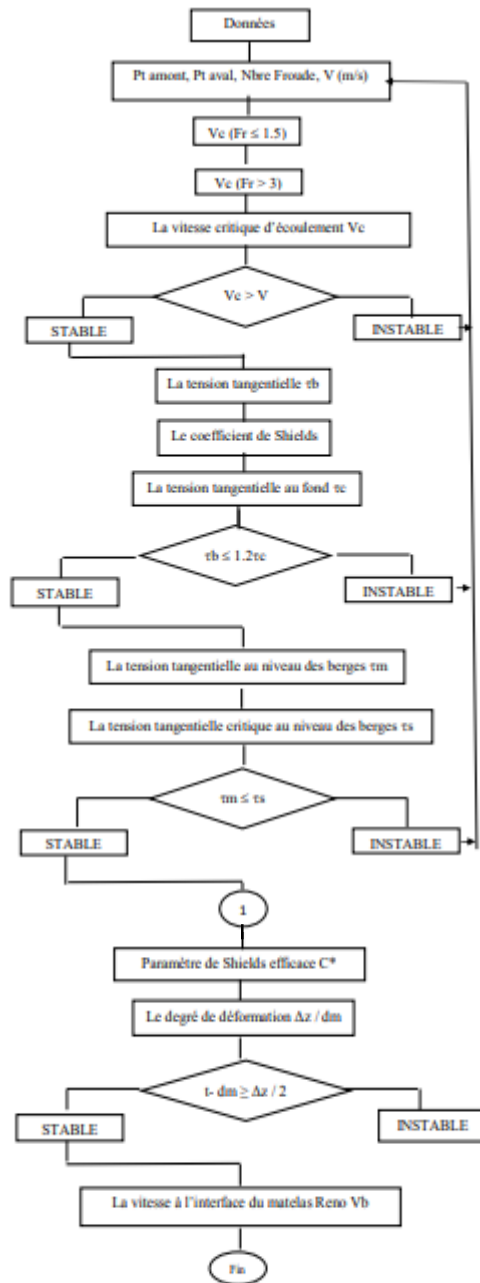 Données
Pt amont, Pt aval, Nbre Froude, V (m/s)
Vc (Fr ≤ 1.5)
Vc (Fr > 3)
La vitesse critique d'écoulement Vc
Vc > V
STABLE
INSTABLE
La tension tangentielle τb
Le coefficient de Shields
La tension tangentielle au fond τc
τb ≤ 1.2τc
STABLE
INSTABLE
La tension tangentielle au niveau des berges τm
La tension tangentielle critique au niveau des berges τs
τm ≤ τs
STABLE
INSTABLE
1
Paramètre de Shields efficace C*
Le degré de déformation Δz / dm
t- dm ≥ Δz / 2
STABLE
INSTABLE
La vitesse à l'interface du matelas Reno Vb
Fin